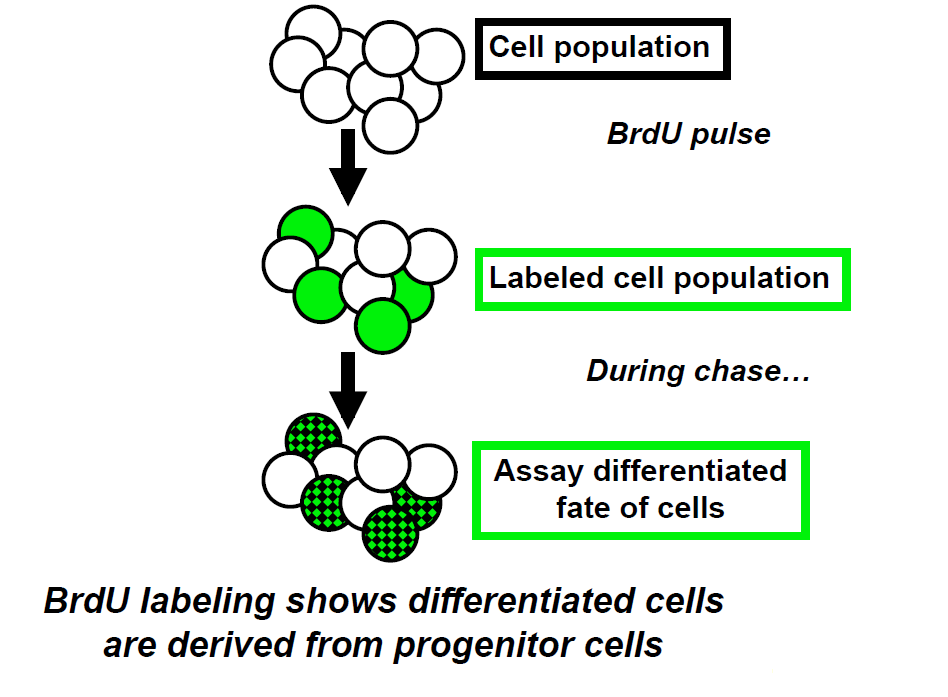 Cell population
BrdU pulse
Labeled cell population
During chase…
Assay differentiated
fate of cells
BrdU labeling shows differentiated cells
are derived from progenitor cells